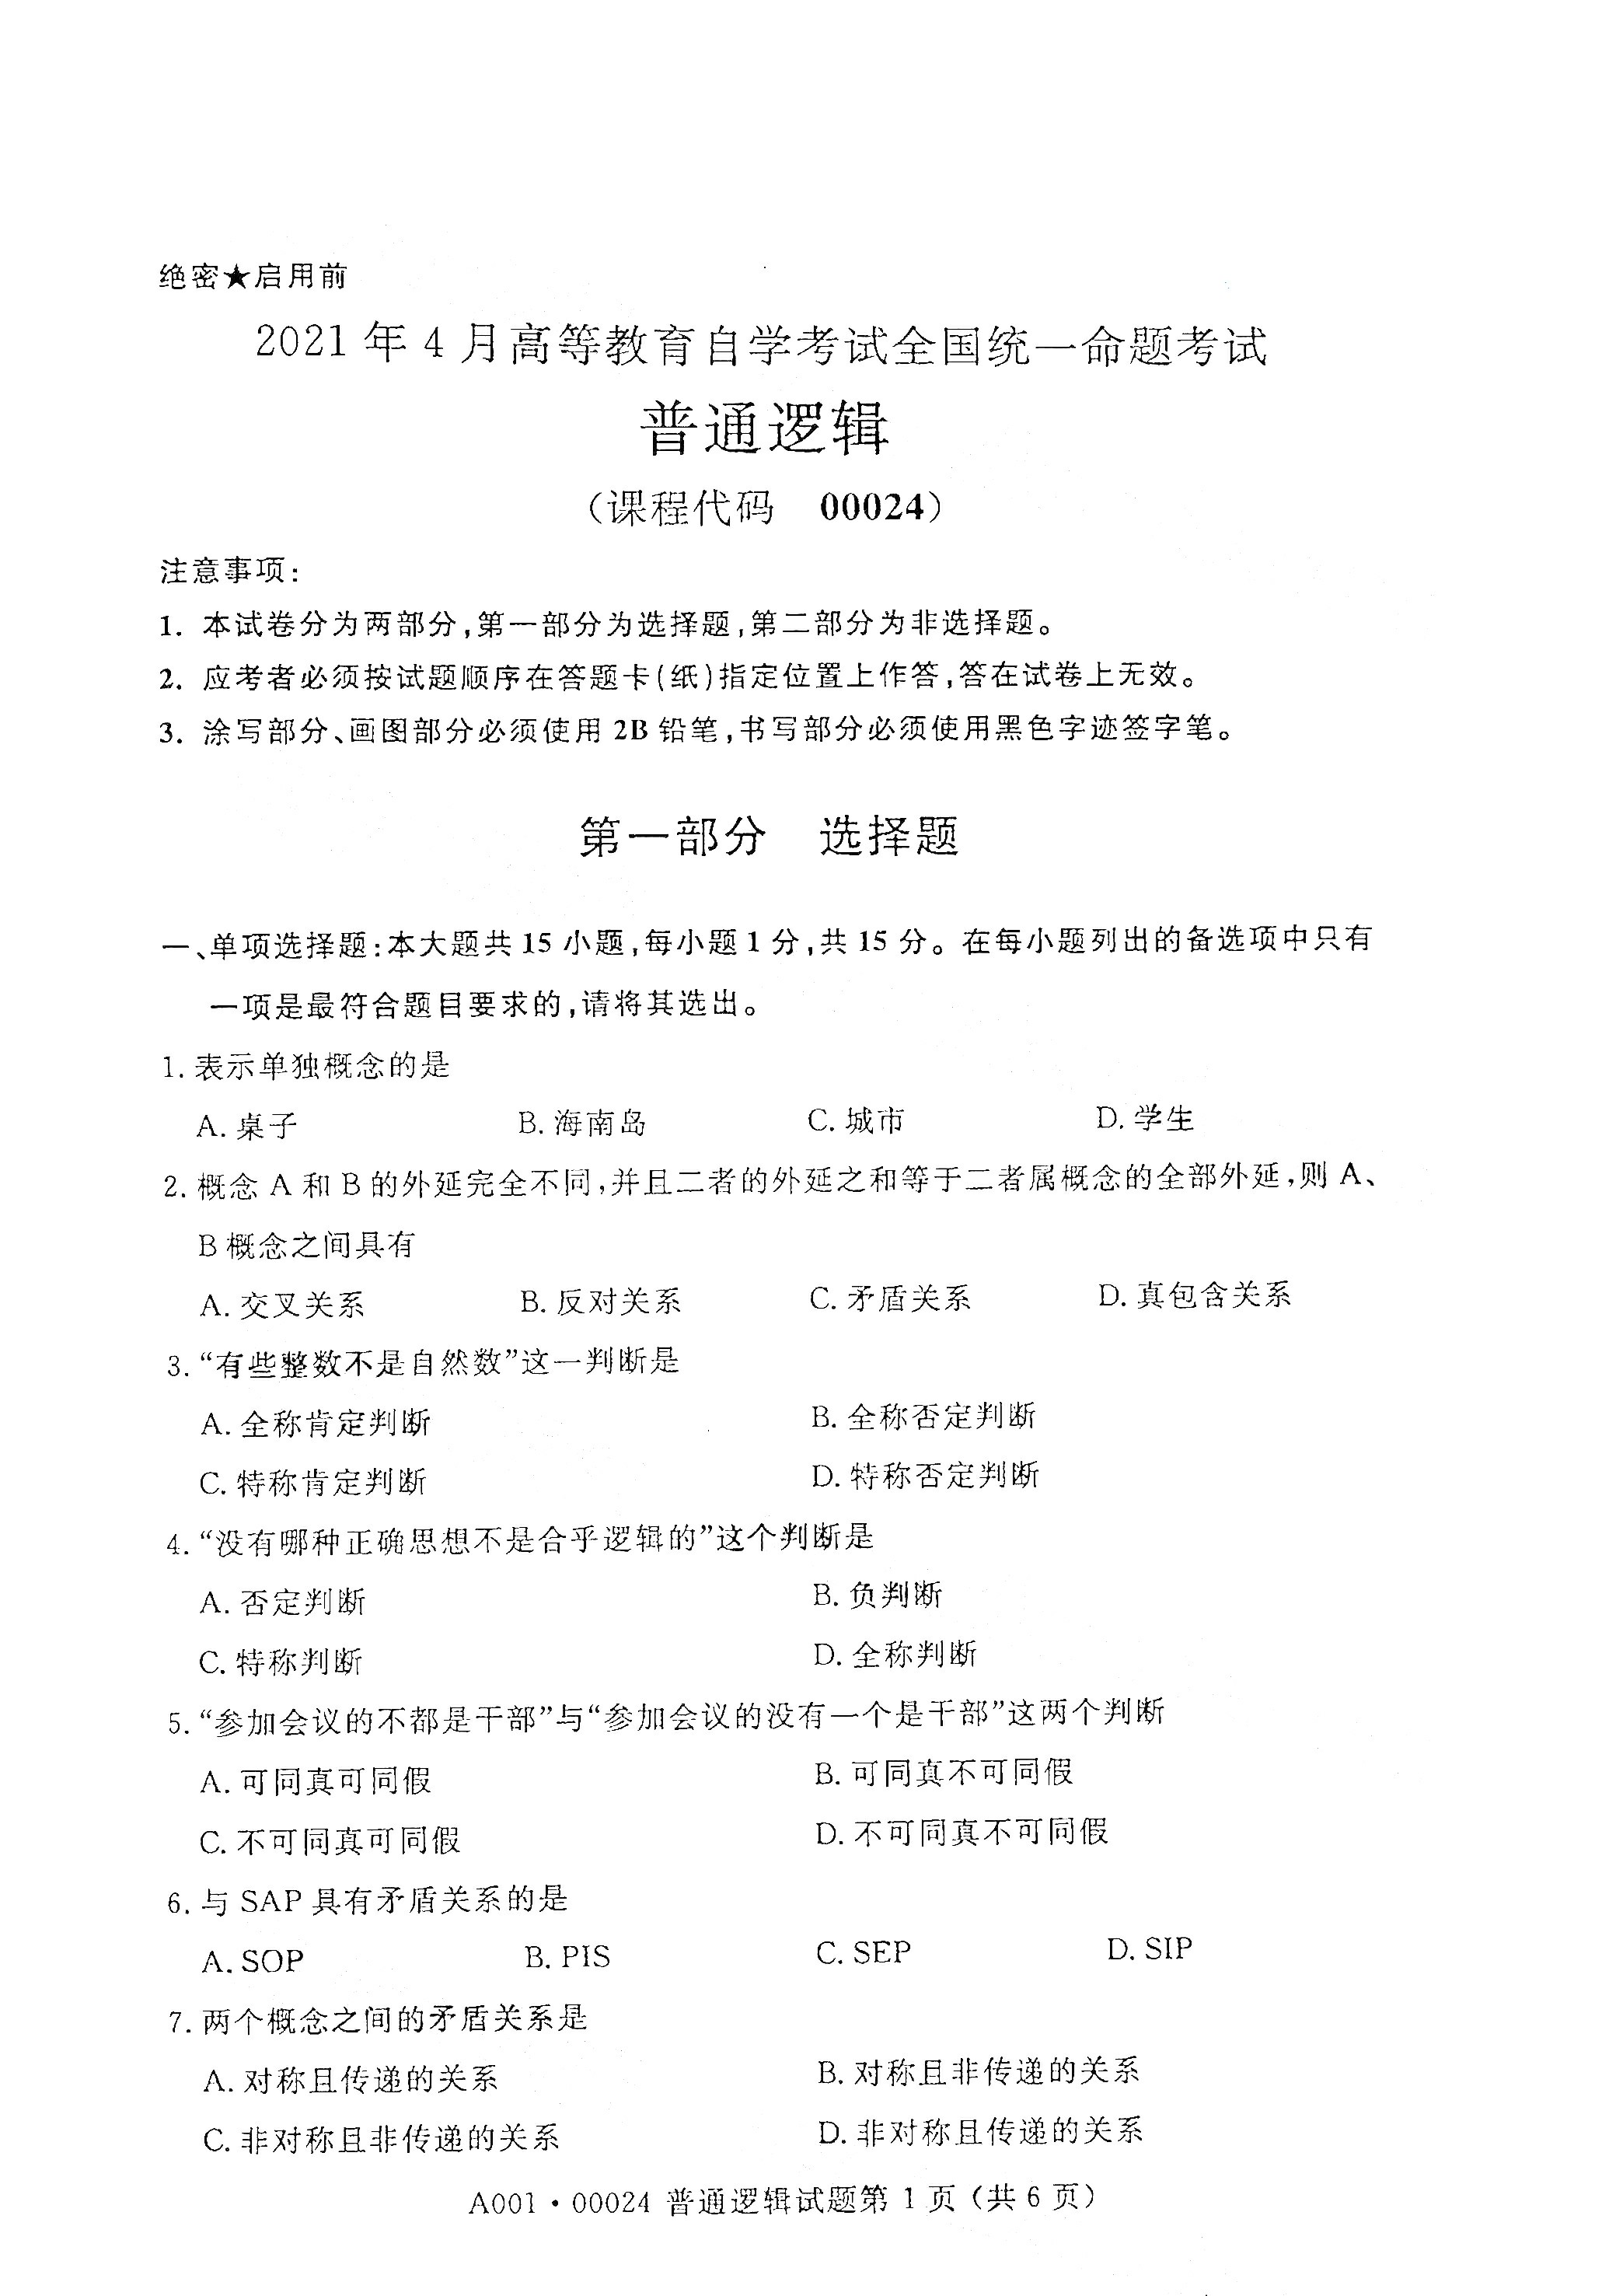 绝密★启用前
2021年4月高等教育自学考试全国统一命题考试
普通逻辑
(课程代码 00024)
注意事项:
1. 本试卷分为两部分,第一部分为选择题,第二部分为非选择题。
2. 应考者必须按试题顺序在答题卡(纸)指定位置上作答,答在试卷上无效。
3. 涂写部分、画图部分必须使用2B铅笔,书写部分必须使用黑色字迹签字笔。
第一部分 选择题
一、单项选择题:本大题共15小题,每小题1分,共15分。在每小题列出的备选项中只有
一项是最符合题目要求的,请将其选出。
1. 表示单独概念的是
A. 桌子 B. 海南岛 C. 城市 D. 学生
2. 概念A和B的外延完全不同,并且二者的外延之和等于二者属概念的全部外延,则A、
B概念之间具有
A. 交叉关系 B. 反对关系 C. 矛盾关系 D. 真包含关系
3. “有些整数不是自然数”这一判断是
A. 全称肯定判断 B. 全称否定判断
C. 特称肯定判断 D. 特称否定判断
4. “没有哪种正确思想不是合乎逻辑的”这个判断是
A. 否定判断 B. 负判断
C. 特称判断 D. 全称判断
5. “参加会议的不都是干部”与“参加会议的没有一个是干部”这两个判断
A. 可同真可同假 B. 可同真不可同假
C. 不可同真可同假 D. 不可同真不可同假
6. 与SAP具有矛盾关系的是
A. SOP B. PIS C. SEP D. SIP
7. 两个概念之间的矛盾关系是
A. 对称且传递的关系 B. 对称且非传递的关系
C. 非对称且非传递的关系 D. 非对称且传递的关系
A001·00024 普通逻辑试题第1页(共6页)